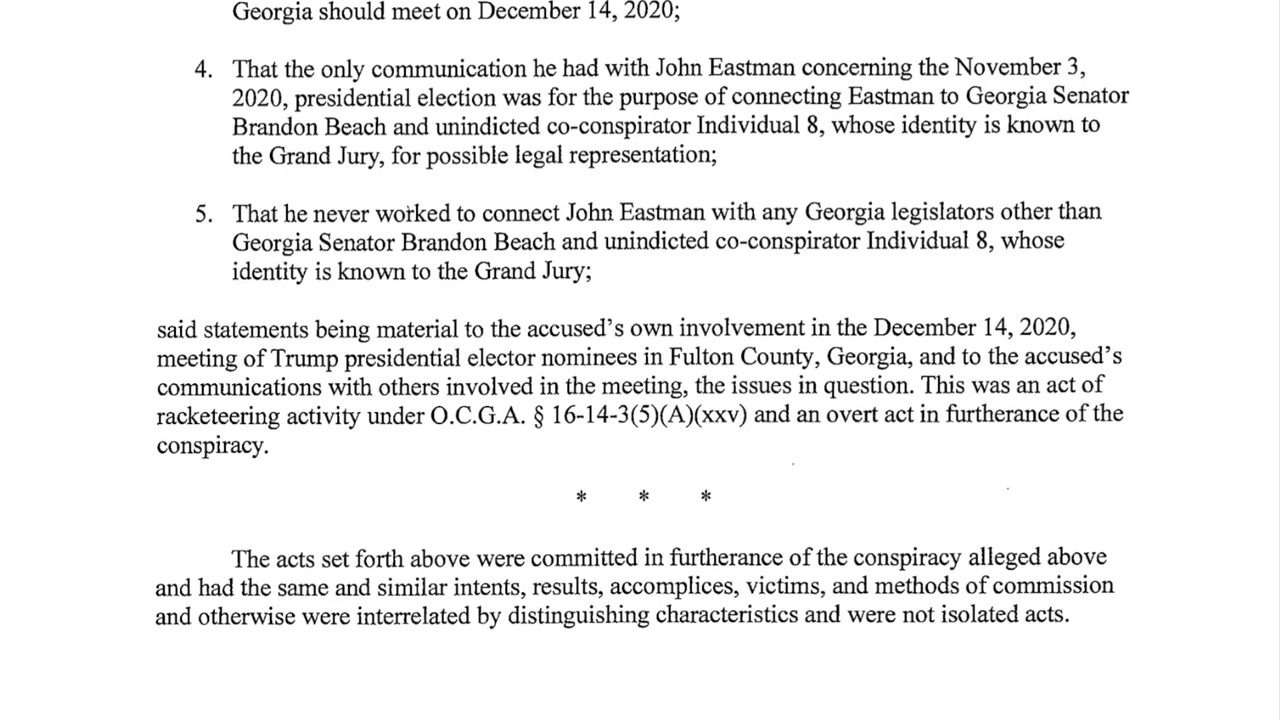 Georgia should meet on December 14, 2020;
4. That the only communication he had with John Eastman concerning the November 3,
2020, presidential election was for the purpose of connecting Eastman to Georgia Senator
Brandon Beach and unindicted co-conspirator Individual 8, whose identity is known to
the Grand Jury, for possible legal representation;
5. That he never worked to connect John Eastman with any Georgia legislators other than
Georgia Senator Brandon Beach and unindicted co-conspirator Individual 8, whose
identity is known to the Grand Jury;
said statements being material to the accused's own involvement in the December 14, 2020,
meeting of Trump presidential elector nominees in Fulton County, Georgia, and to the accused's
communications with others involved in the meeting, the issues in question. This was an act of
racketeering activity under O.C.G.A. § 16-14-3(5)(A)(xxv) and an overt act in furtherance of the
conspiracy.
* * *
The acts set forth above were committed in furtherance of the conspiracy alleged above
and had the same and similar intents, results, accomplices, victims, and methods of commission
and otherwise were interrelated by distinguishing characteristics and were not isolated acts.